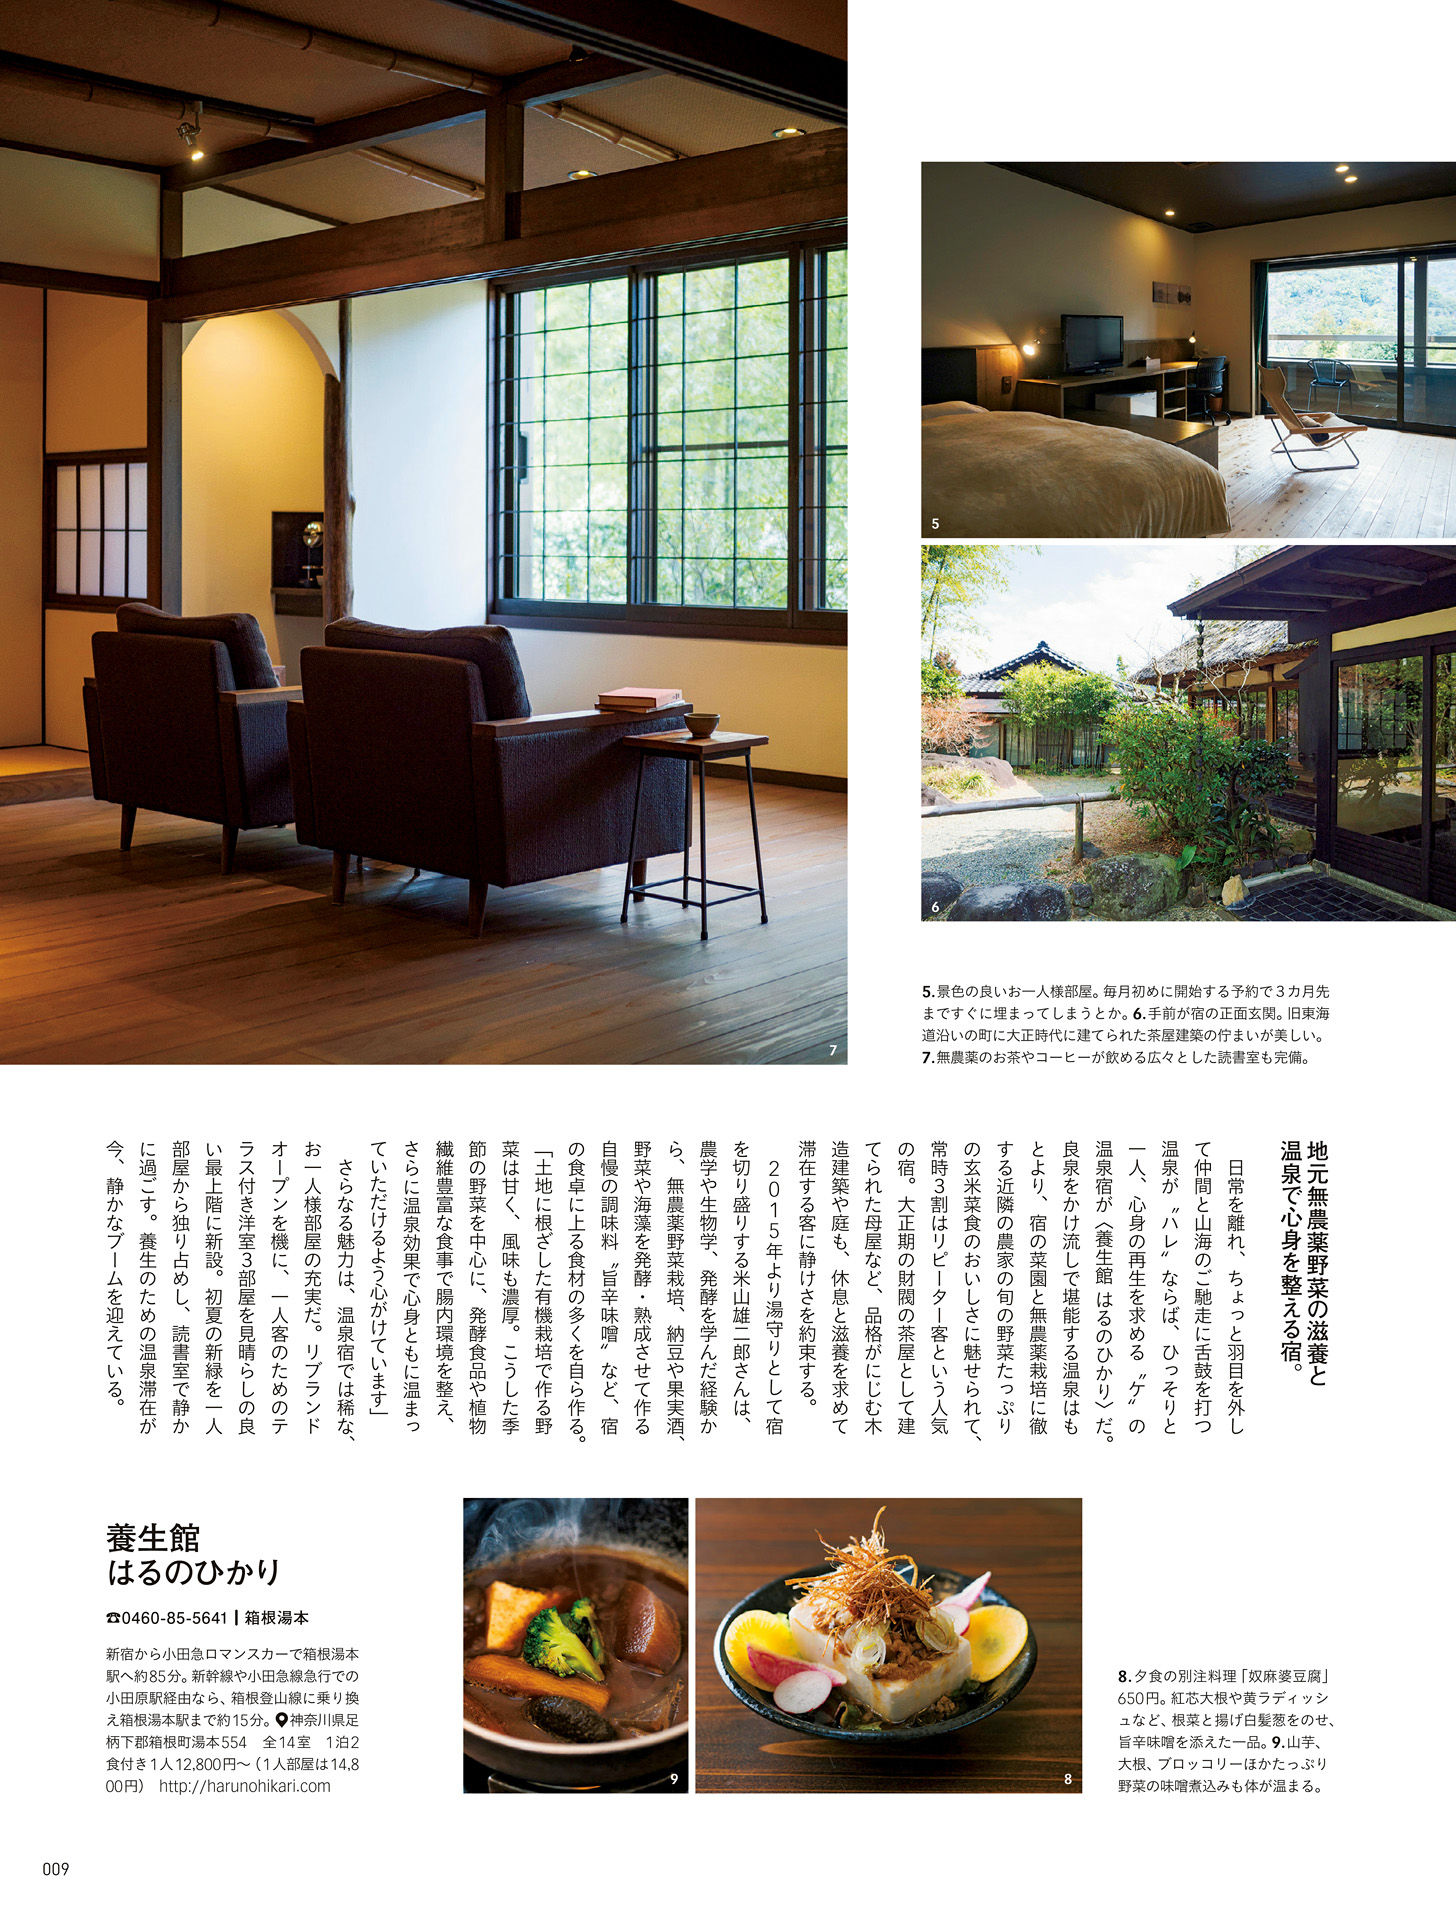 5
6
7
5.景色の良いお一人様部屋。毎月初めに開始する予約で3カ月先
まですぐに埋まってしまうとか。6.手前が宿の正面玄関。旧東海
道沿いの町に大正時代に建てられた茶屋建築の佇まいが美しい。
7.無農薬のお茶やコーヒーが飲める広々とした読書室も完備。
地元無農薬野菜の滋養と
温泉で心身を整える宿。
日常を離れ、ちょっと羽目を外し
て仲間と山海のご馳走に舌鼓を打つ
温泉が〝ハレ〟ならば、ひっそりと
一人、心身の再生を求める〝ケ〟の
温泉宿が〈養生館 はるのひかり〉だ。
良泉をかけ流しで堪能する温泉はも
とより、宿の菜園と無農薬栽培に徹
する近隣の農家の旬の野菜たっぷり
の玄米菜食のおいしさに魅せられて、
常時3割はリピーター客という人気
の宿。大正期の財閥の茶屋として建
てられた母屋など、品格がにじむ木
造建築や庭も、休息と滋養を求めて
滞在する客に静けさを約束する。
2015年より湯守りとして宿
を切り盛りする米山雄二郎さんは、
農学や生物学、発酵を学んだ経験か
ら、無農薬野菜栽培、納豆や果実酒、
野菜や海藻を発酵・熟成させて作る
自慢の調味料〝旨辛味噌〟など、宿
の食卓に上る食材の多くを自ら作る。
「土地に根ざした有機栽培で作る野
菜は甘く、風味も濃厚。こうした季
節の野菜を中心に、発酵食品や植物
繊維豊富な食事で腸内環境を整え、
さらに温泉効果で心身ともに温まっ
ていただけるよう心がけています」
さらなる魅力は、温泉宿では稀な、
お一人様部屋の充実だ。リブランド
オープンを機に、一人客のためのテ
ラス付き洋室3部屋を見晴らしの良
い最上階に新設。初夏の新緑を一人
部屋から独り占めし、読書室で静か
に過ごす。養生のための温泉滞在が
今、静かなブームを迎えている。
養生館
はるのひかり
☎0460-85-5641 | 箱根湯本
新宿から小田急ロマンスカーで箱根湯本
駅へ約85分。新幹線や小田急線急行での
小田原駅経由なら、箱根登山線に乗り換
え箱根湯本駅まで約15分。神奈川県足
柄下郡箱根町湯本554 全14室 1泊2
食付き1人12,800円〜(1人部屋は14,8
00円) http://harunohikari.com
9
8
8.夕食の別注料理「奴麻婆豆腐」
650円。紅芯大根や黄ラディッシ
ュなど、根菜と揚げ白髪葱をのせ、
旨辛味噌を添えた一品。9.山芋、
大根、ブロッコリーほかたっぷり
野菜の味噌煮込みも体が温まる。
009